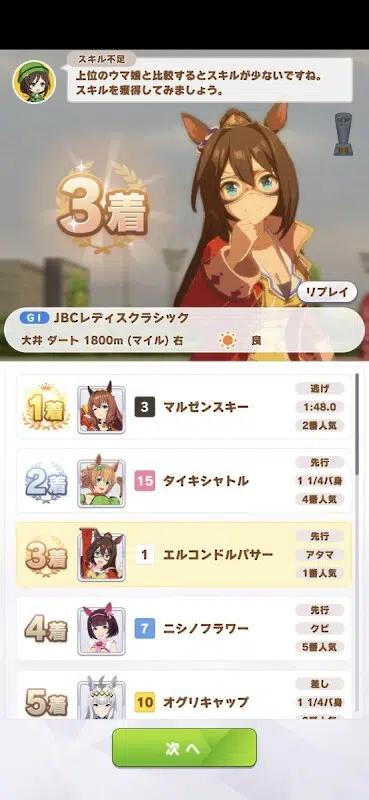 スキル不足
上位のウマ娘と比較するとスキルが少ないですね。
スキルを獲得してみましょう。
3着
リプレイ
GI JBCレディスクラシック
大井 ダート 1800m (マイル) 右 良
1着 3 マルゼンスキー
逃げ
1:48.0
2番人気
2着 15 タイキシャトル
先行
1 1/4バ身
4番人気
3着 1 エルコンドルパサー
先行
アタマ
1番人気
4着 7 ニシノフラワー
先行
クビ
5番人気
5着 10 オグリキャップ
差し
1 1/4バ身
次へ